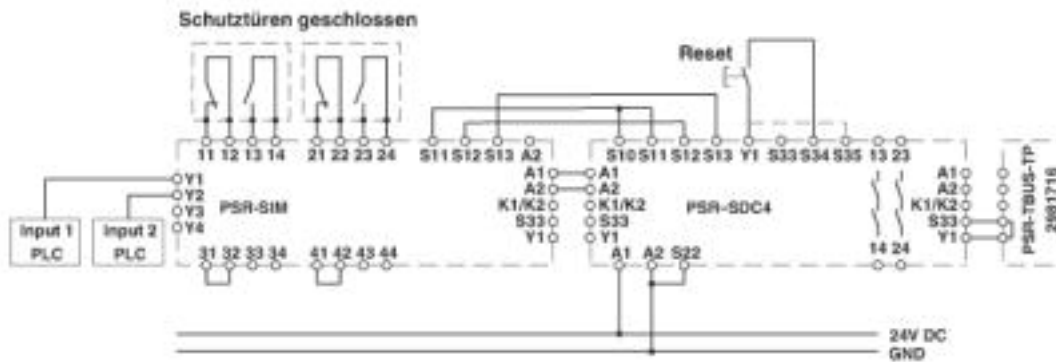 Schutztüren geschlossen
Reset
11 12 13 14 21 22 23 24 S11 S12 S13 A2 S10 S11 S12 S13 Y1 S33 S34 S35 13 23
Y1
Y2
Y3
Y4
PSR-SIM
A1
A2
K1/K2
S33
Y1
A1
A2
K1/K2
S33
Y1
PSR-SDC4
A1
A2
K1/K2
S33
Y1
PSR-TBUS-TP
2981716
Input 1
PLC
Input 2
PLC
31 32 33 34 41 42 43 44 A1 A2 S22 14 24
24V DC
GND